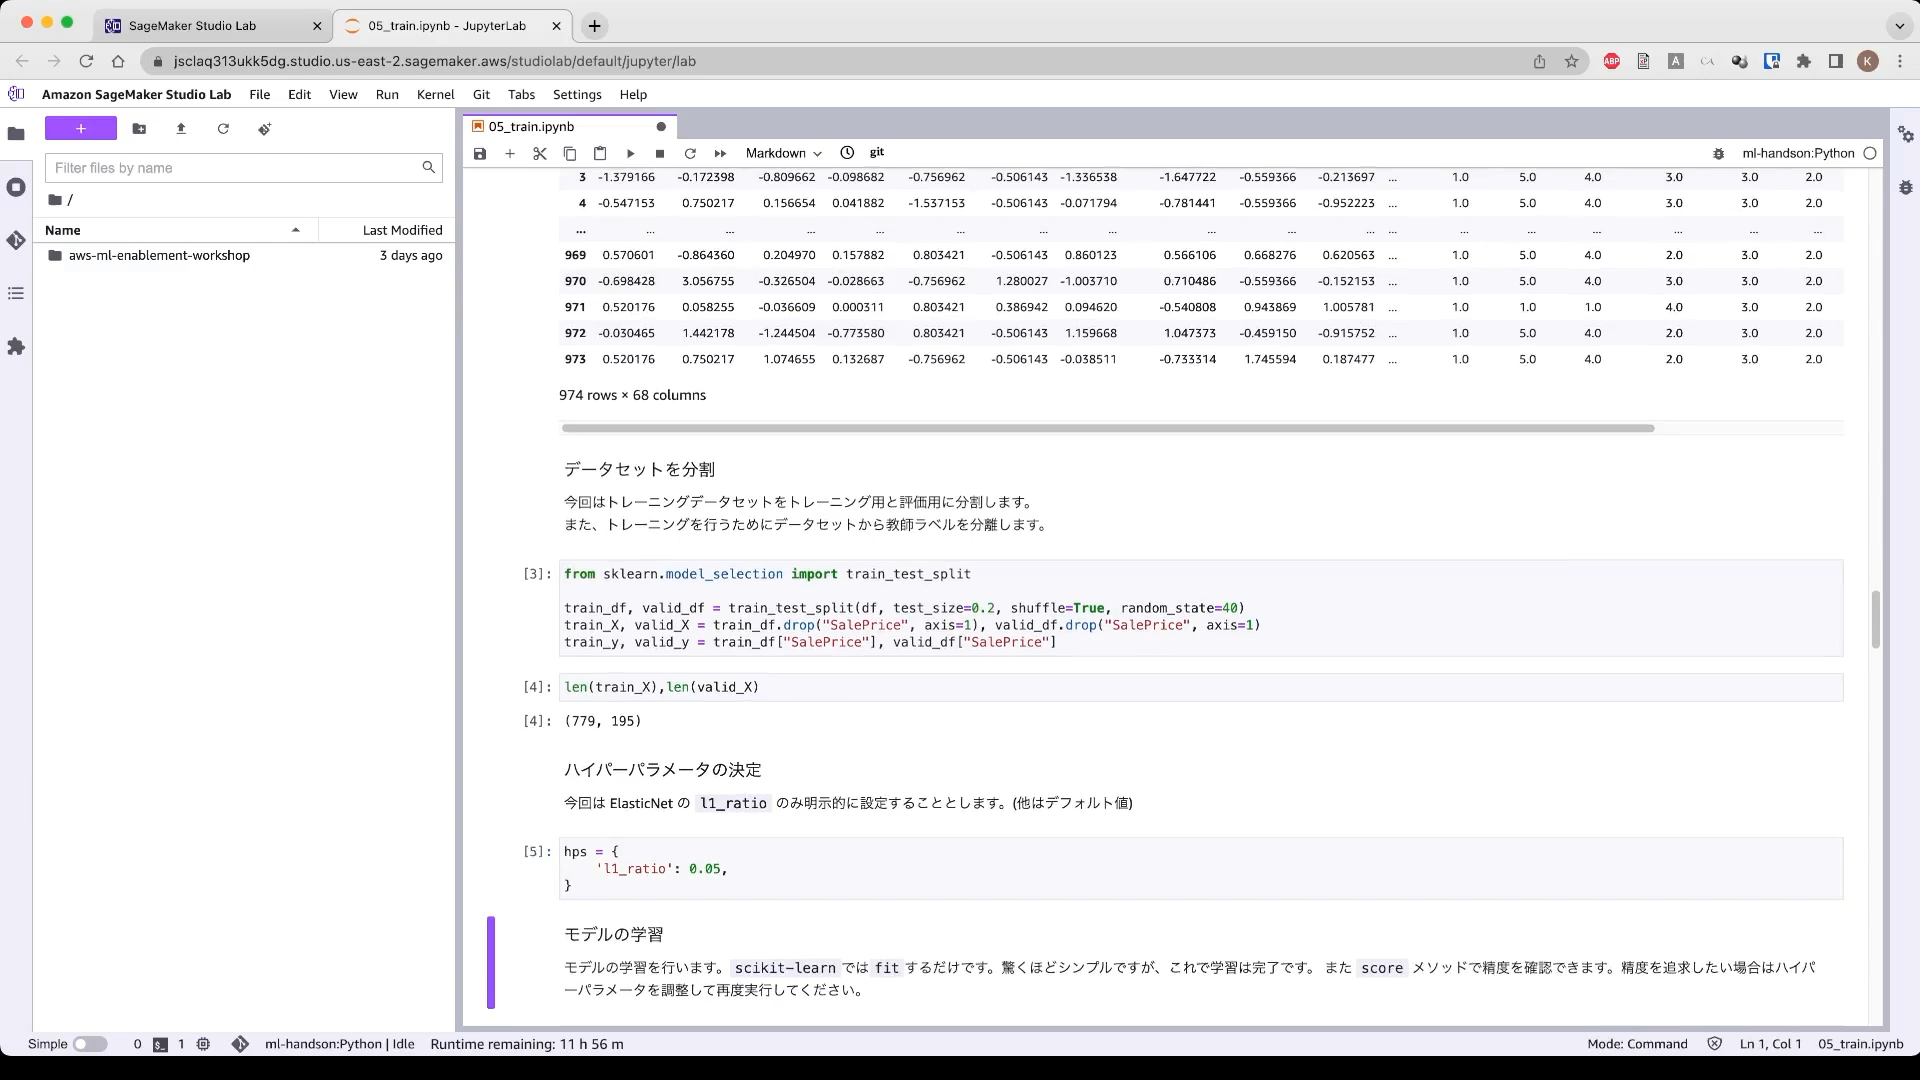 SageMaker Studio Lab
05_train.ipynb - JupyterLab
jsclaq313ukk5dg.studio.us-east-2.sagemaker.aws/studiolab/default/jupyter/lab
ABP
A
K
Amazon SageMaker Studio Lab File Edit View Run Kernel Git Tabs Settings Help
Filter files by name
/
Name Last Modified
aws-ml-enablement-workshop 3 days ago
05_train.ipynb
Markdown git ml-handson:Python
3 -1.379166 -0.172398 -0.809662 -0.098682 -0.756962 -0.506143 -1.336538 -1.647722 -0.559366 -0.213697 ... 1.0 5.0 4.0 3.0 3.0 2.0
4 -0.547153 0.750217 0.156654 0.041882 -1.537153 -0.506143 -0.071794 -0.781441 -0.559366 -0.952223 ... 1.0 5.0 4.0 3.0 3.0 2.0
... ... ... ... ... ... ... ... ... ... ... ... ... ... ... ... ... ...
969 0.570601 -0.864360 0.204970 0.157882 0.803421 -0.506143 0.860123 0.566106 0.668276 0.620563 ... 1.0 5.0 4.0 2.0 3.0 2.0
970 -0.698428 3.056755 -0.326504 -0.028663 -0.756962 1.280027 -1.003710 0.710486 -0.559366 -0.152153 ... 1.0 5.0 4.0 3.0 3.0 2.0
971 0.520176 0.058255 -0.036609 0.000311 0.803421 0.386942 0.094620 -0.540808 0.943869 1.005781 ... 1.0 1.0 1.0 4.0 3.0 2.0
972 -0.030465 1.442178 -1.244504 -0.773580 0.803421 -0.506143 1.159668 1.047373 -0.459150 -0.915752 ... 1.0 5.0 4.0 2.0 3.0 2.0
973 0.520176 0.750217 1.074655 0.132687 -0.756962 -0.506143 -0.038511 -0.733314 1.745594 0.187477 ... 1.0 5.0 4.0 2.0 3.0 2.0
974 rows × 68 columns
データセットを分割
今回はトレーニングデータセットをトレーニング用と評価用に分割します。
また、トレーニングを行うためにデータセットから教師ラベルを分離します。
[3]: from sklearn.model_selection import train_test_split
train_df, valid_df = train_test_split(df, test_size=0.2, shuffle=True, random_state=40)
train_X, valid_X = train_df.drop("SalePrice", axis=1), valid_df.drop("SalePrice", axis=1)
train_y, valid_y = train_df["SalePrice"], valid_df["SalePrice"]
[4]: len(train_X),len(valid_X)
[4]: (779, 195)
ハイパーパラメータの決定
今回は ElasticNet の l1_ratio のみ明示的に設定することとします。(他はデフォルト値)
[5]: hps = {
'l1_ratio': 0.05,
}
モデルの学習
モデルの学習を行います。 scikit-learn では fit するだけです。驚くほどシンプルですが、これで学習は完了です。 また score メソッドで精度を確認できます。精度を追求したい場合はハイパ
ーパラメータを調整して再度実行してください。
Simple 0 1 ml-handson:Python | Idle Runtime remaining: 11 h 56 m Mode: Command Ln 1, Col 1 05_train.ipynb